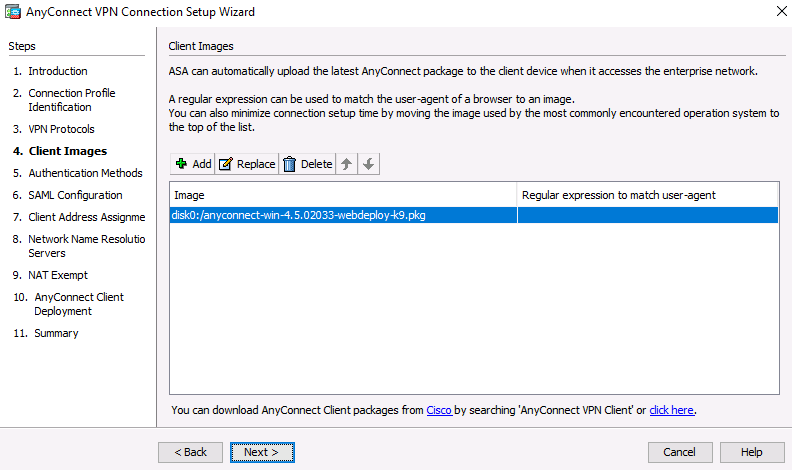 AnyConnect VPN Connection Setup Wizard
Steps
1. Introduction
2. Connection Profile
Identification
3. VPN Protocols
4. Client Images
5. Authentication Methods
6. SAML Configuration
7. Client Address Assignme
8. Network Name Resolutio
Servers
9. NAT Exempt
10. AnyConnect Client
Deployment
11. Summary
Client Images
ASA can automatically upload the latest AnyConnect package to the client device when it accesses the enterprise network.
A regular expression can be used to match the user-agent of a browser to an image.
You can also minimize connection setup time by moving the image used by the most commonly encountered operation system to
the top of the list.
Add Replace Delete
Image Regular expression to match user-agent
disk0:/anyconnect-win-4.5.02033-webdeploy-k9.pkg
You can download AnyConnect Client packages from Cisco by searching 'AnyConnect VPN Client' or click here.
< Back Next > Cancel Help